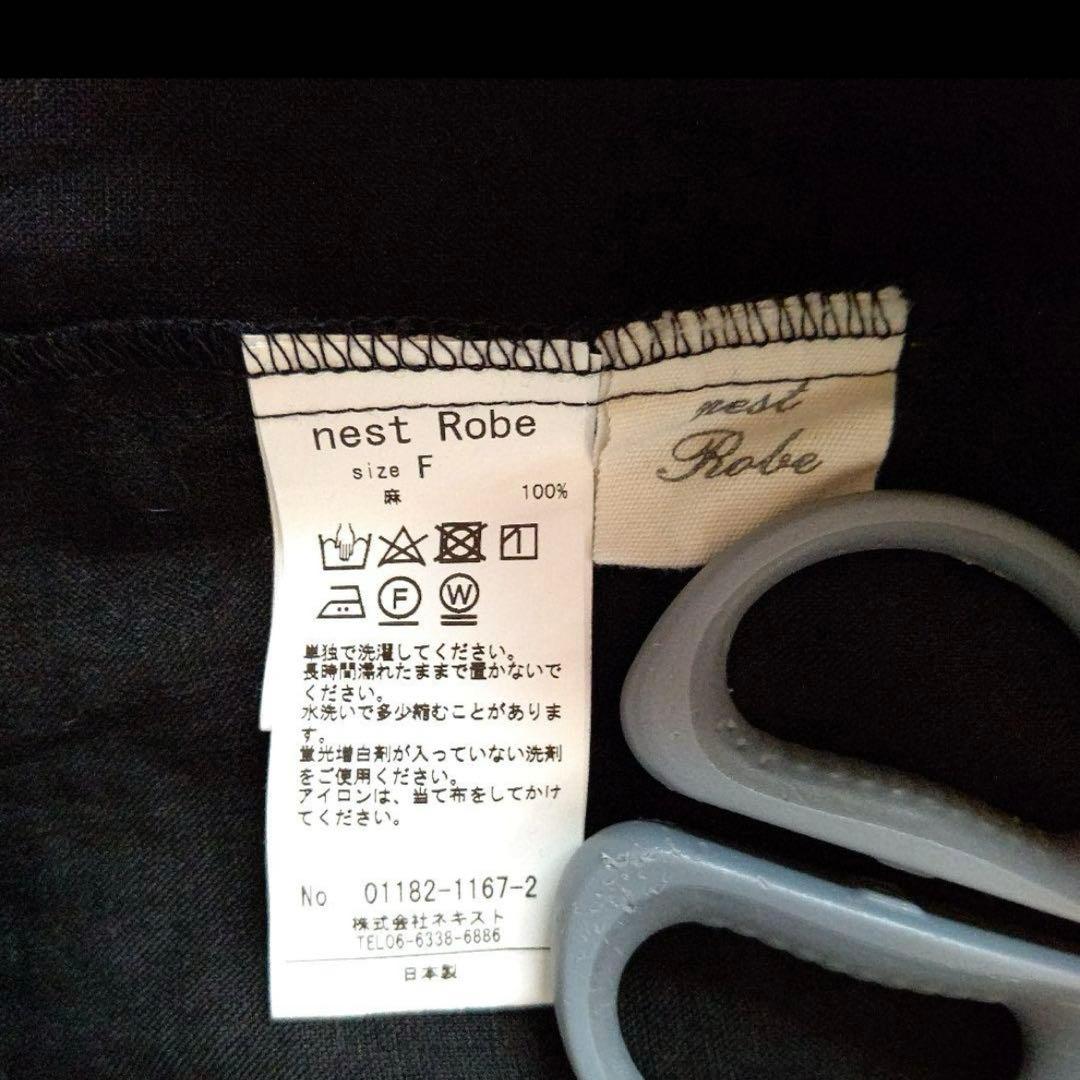 nest Robe
size F
麻 100%
F W
単独で洗濯してください。
長時間濡れたままで置かないで
ください。
水洗いで多少縮むことがありま
す。
蛍光増白剤が入っていない洗剤
をご使用ください。
アイロンは、当て布をしてかけ
てください。
No 01182-1167-2
株式会社ネキスト
TEL06-6338-6886
日本製
nest
Robe